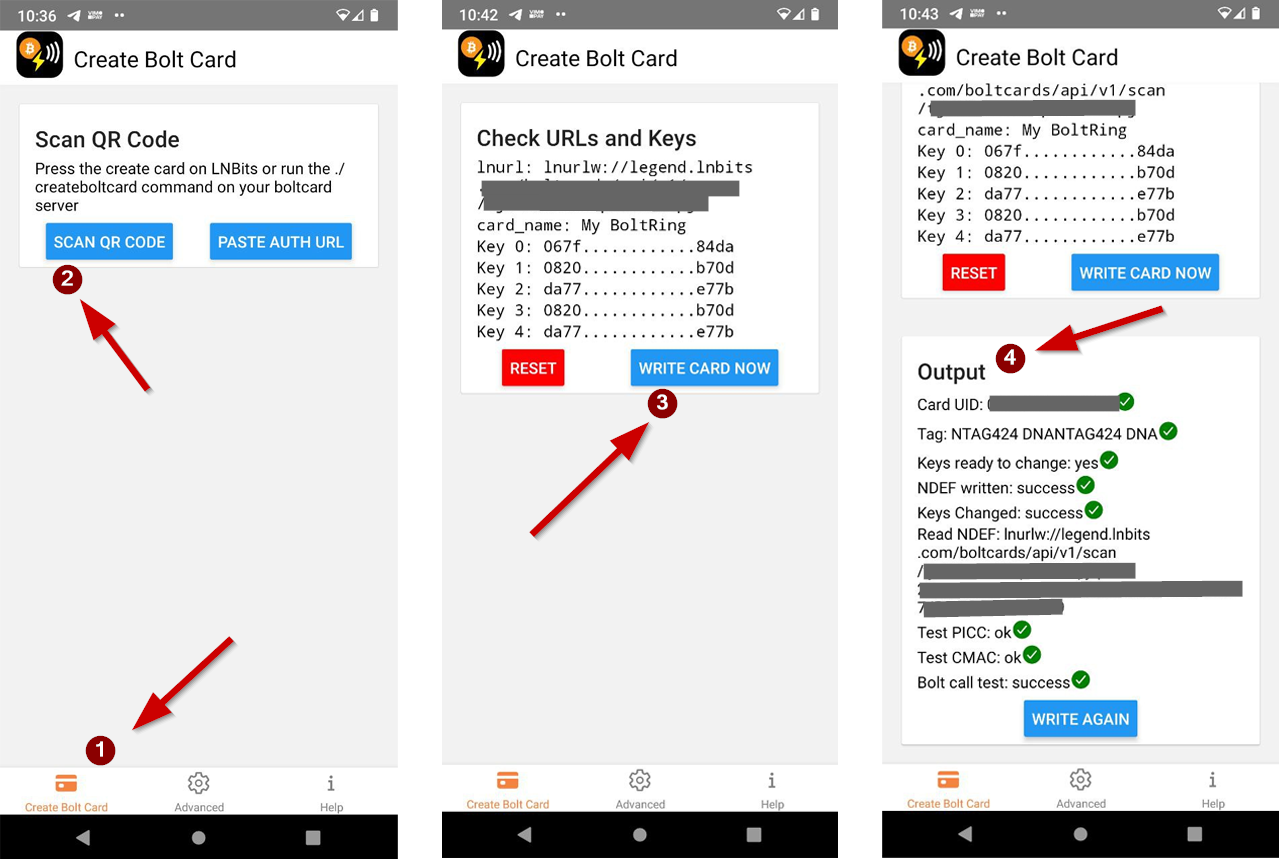 10:36
Create Bolt Card
Scan QR Code
Press the create card on LNBits or run the ./
createboltcard command on your boltcard
server
SCAN QR CODE
PASTE AUTH URL
2
1
Create Bolt Card
Advanced
Help
10:42
Create Bolt Card
Check URLs and Keys
lnurl: lnurlw://legend.lnbits
card_name: My BoltRing
Key 0: 067f............84da
Key 1: 0820............b70d
Key 2: da77............e77b
Key 3: 0820............b70d
Key 4: da77............e77b
RESET
WRITE CARD NOW
3
Create Bolt Card
Advanced
Help
10:43
Create Bolt Card
.com/boltcards/api/v1/scan
/
card_name: My BoltRing
Key 0: 067f............84da
Key 1: 0820............b70d
Key 2: da77............e77b
Key 3: 0820............b70d
Key 4: da77............e77b
RESET
WRITE CARD NOW
4
Output
Card UID:
Tag: NTAG424 DNANTAG424 DNA
Keys ready to change: yes
NDEF written: success
Keys Changed: success
Read NDEF: lnurlw://legend.lnbits
.com/boltcards/api/v1/scan
/
Test PICC: ok
Test CMAC: ok
Bolt call test: success
WRITE AGAIN
Create Bolt Card
Advanced
Help